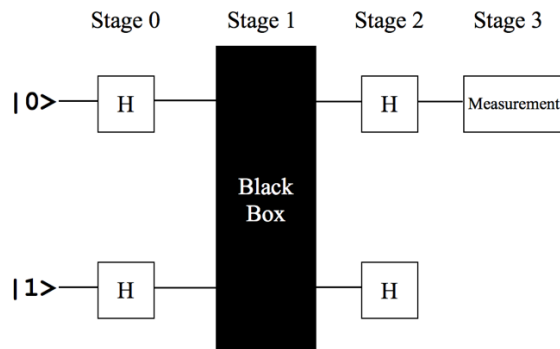 Stage 0 Stage 1 Stage 2 Stage 3
|0> H H Measurement
Black
Box
|1> H H